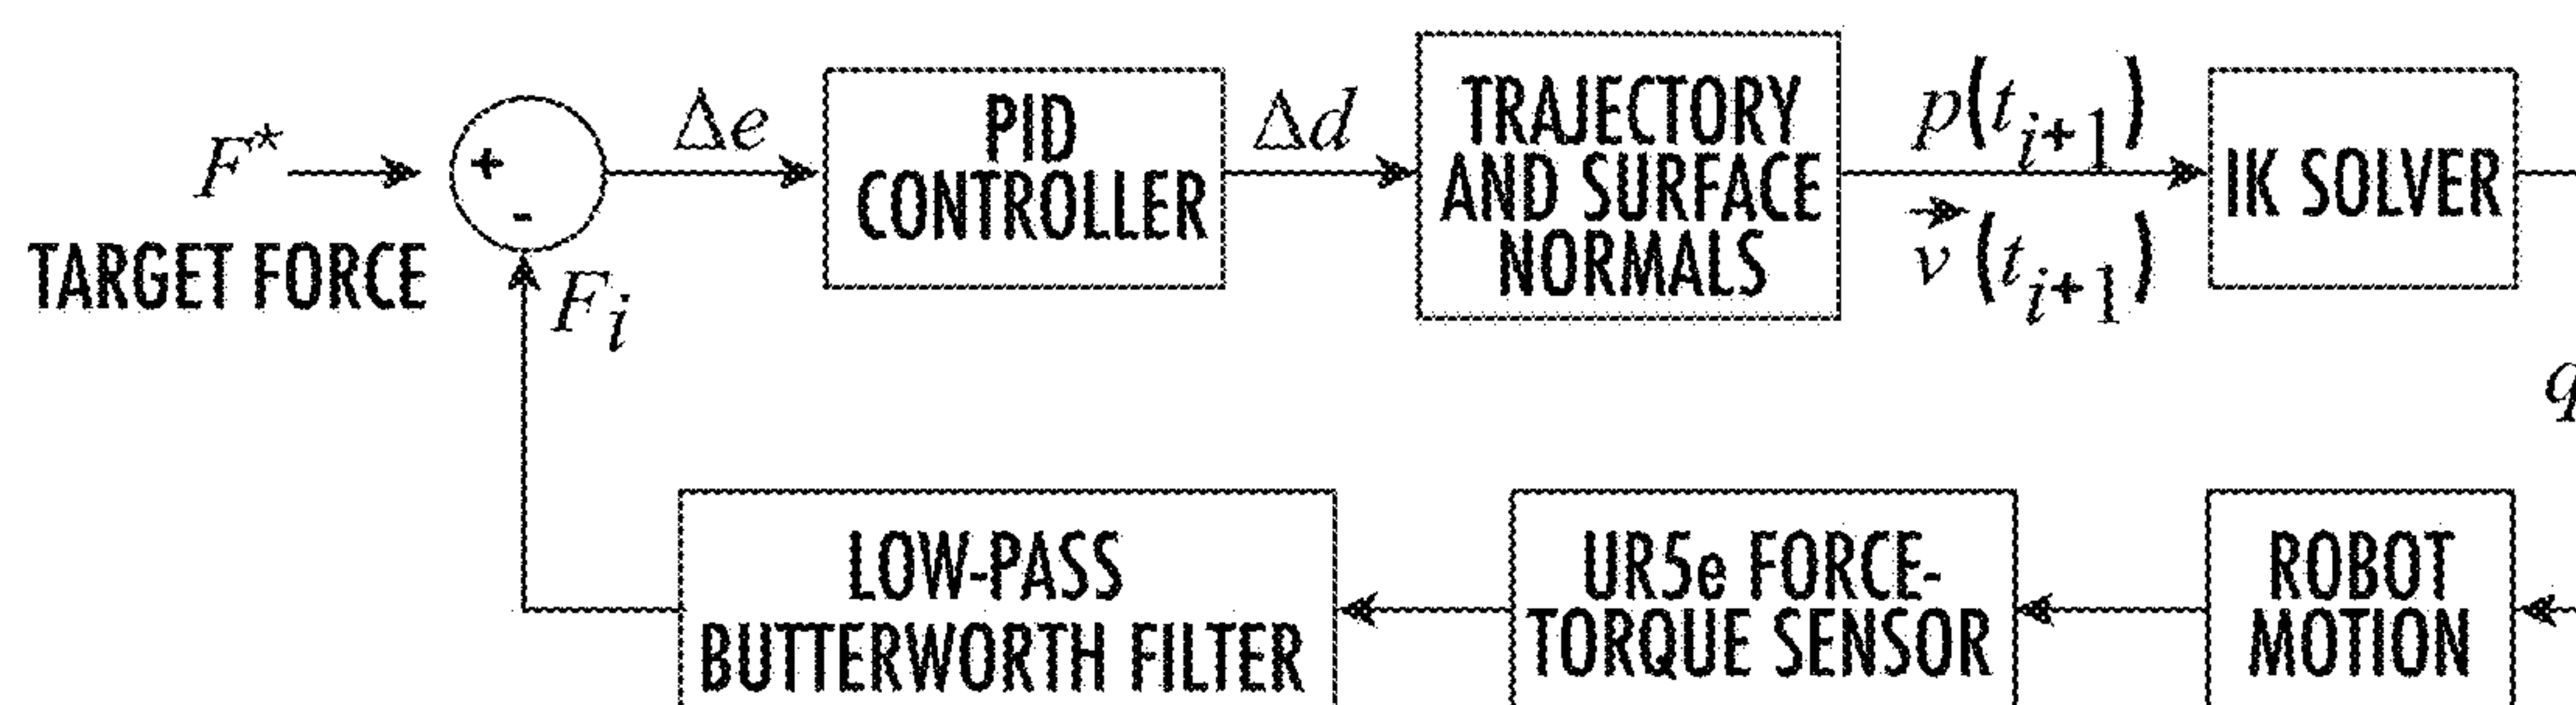 F*
TARGET FORCE
+
-
F_i
Δe
PID
CONTROLLER
Δd
TRAJECTORY
AND SURFACE
NORMALS
p(t_{i+1})
v⃗(t_{i+1})
IK SOLVER
q
LOW-PASS
BUTTERWORTH FILTER
UR5e FORCE-
TORQUE SENSOR
ROBOT
MOTION